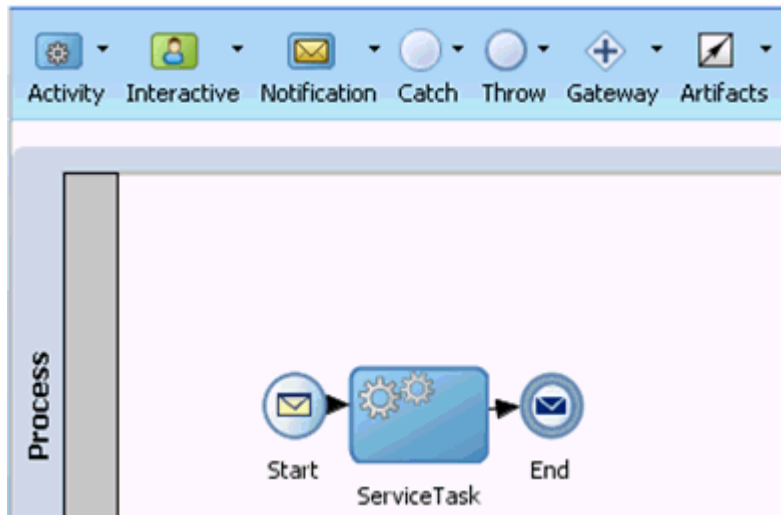 Activity Interactive Notification Catch Throw Gateway Artifacts
Process
Start
End
ServiceTask